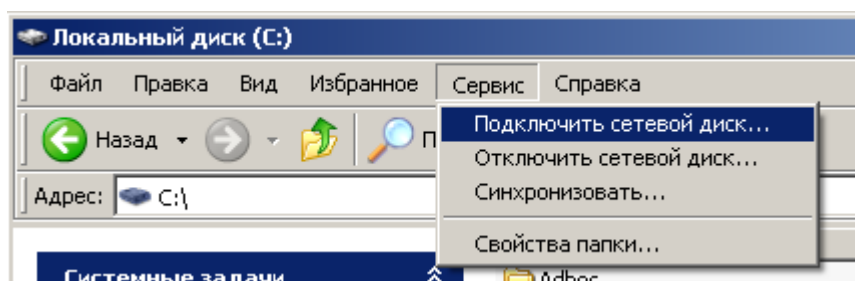 Локальный диск (C:)
Файл Правка Вид Избранное Сервис Справка
Назад
Подключить сетевой диск...
Отключить сетевой диск...
Синхронизовать...
Свойства папки...
Адрес: C:\
Системные задачи
Adhoc